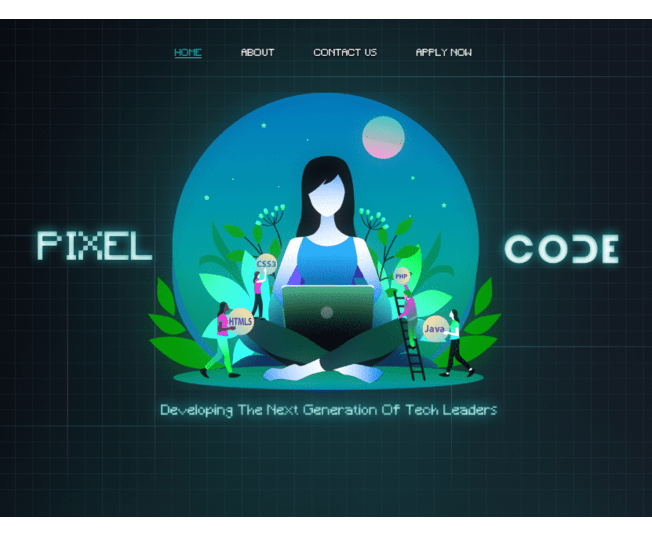 HOME ABOUT CONTACT US APPLY NOW
PIXEL CODE
CSS3
PHP
HTML5
Java
Developing The Next Generation Of Tech Leaders